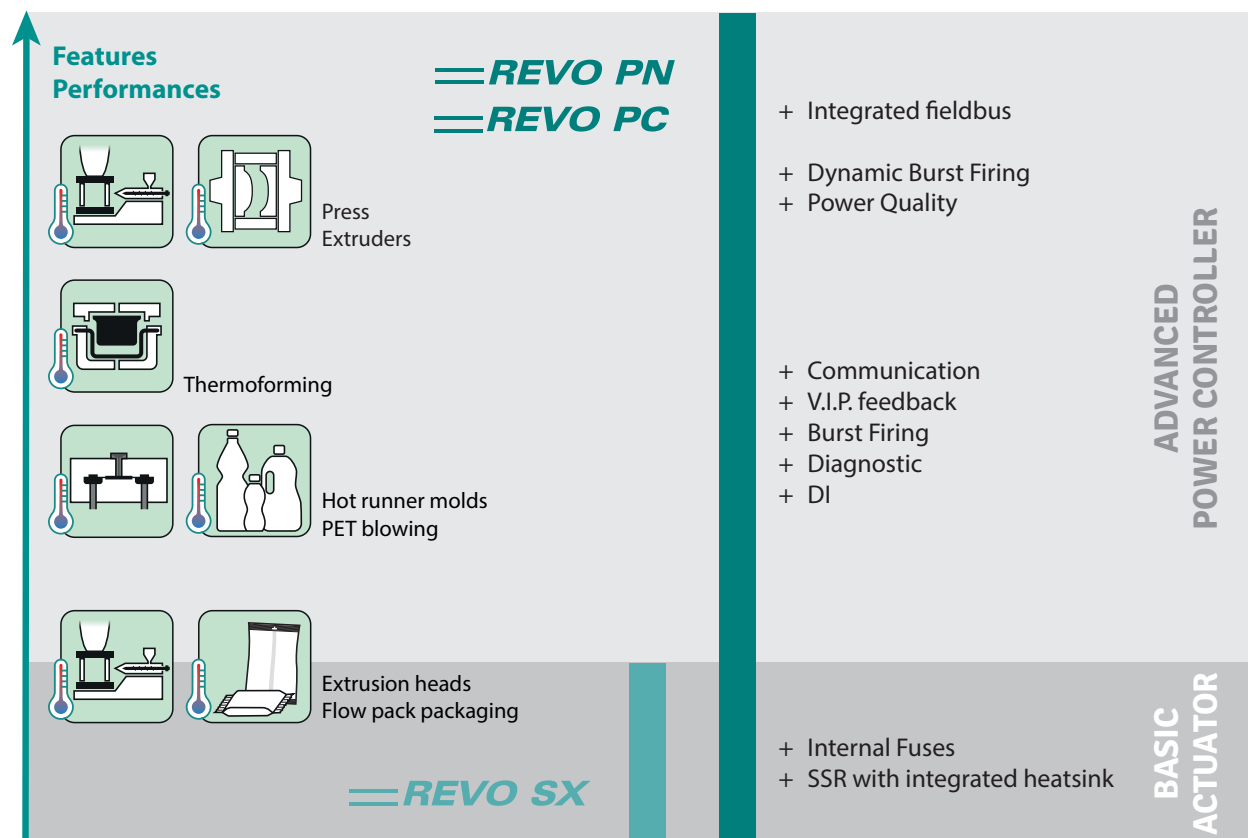 Features
Performances
REVO PN
REVO PC
Press
Extruders
Thermoforming
Hot runner molds
PET blowing
Extrusion heads
Flow pack packaging
REVO SX
+ Integrated fieldbus
+ Dynamic Burst Firing
+ Power Quality
+ Communication
+ V.I.P. feedback
+ Burst Firing
+ Diagnostic
+ DI
+ Internal Fuses
+ SSR with integrated heatsink
ADVANCED
POWER CONTROLLER
BASIC
ACTUATOR